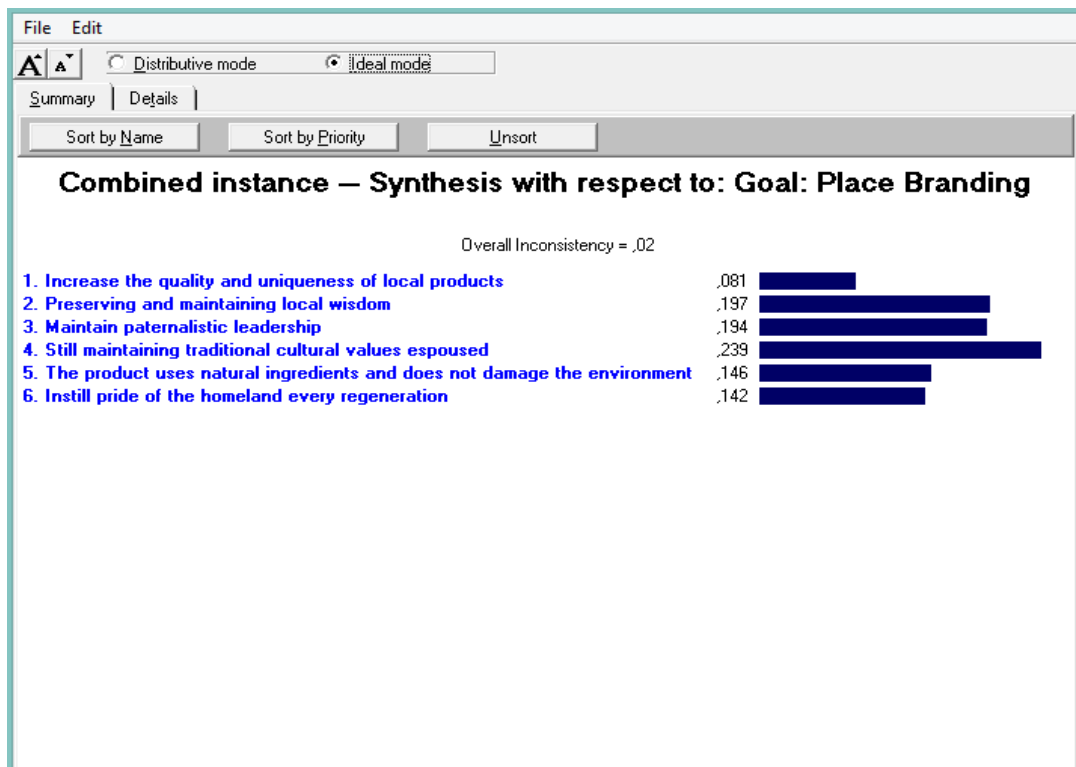 File Edit
A A Distributive mode Ideal mode
Summary Details
Sort by Name Sort by Priority Unsort
Combined instance – Synthesis with respect to: Goal: Place Branding
Overall Inconsistency = ,02
1. Increase the quality and uniqueness of local products ,081
2. Preserving and maintaining local wisdom ,197
3. Maintain paternalistic leadership ,194
4. Still maintaining traditional cultural values espoused ,239
5. The product uses natural ingredients and does not damage the environment ,146
6. Instill pride of the homeland every regeneration ,142